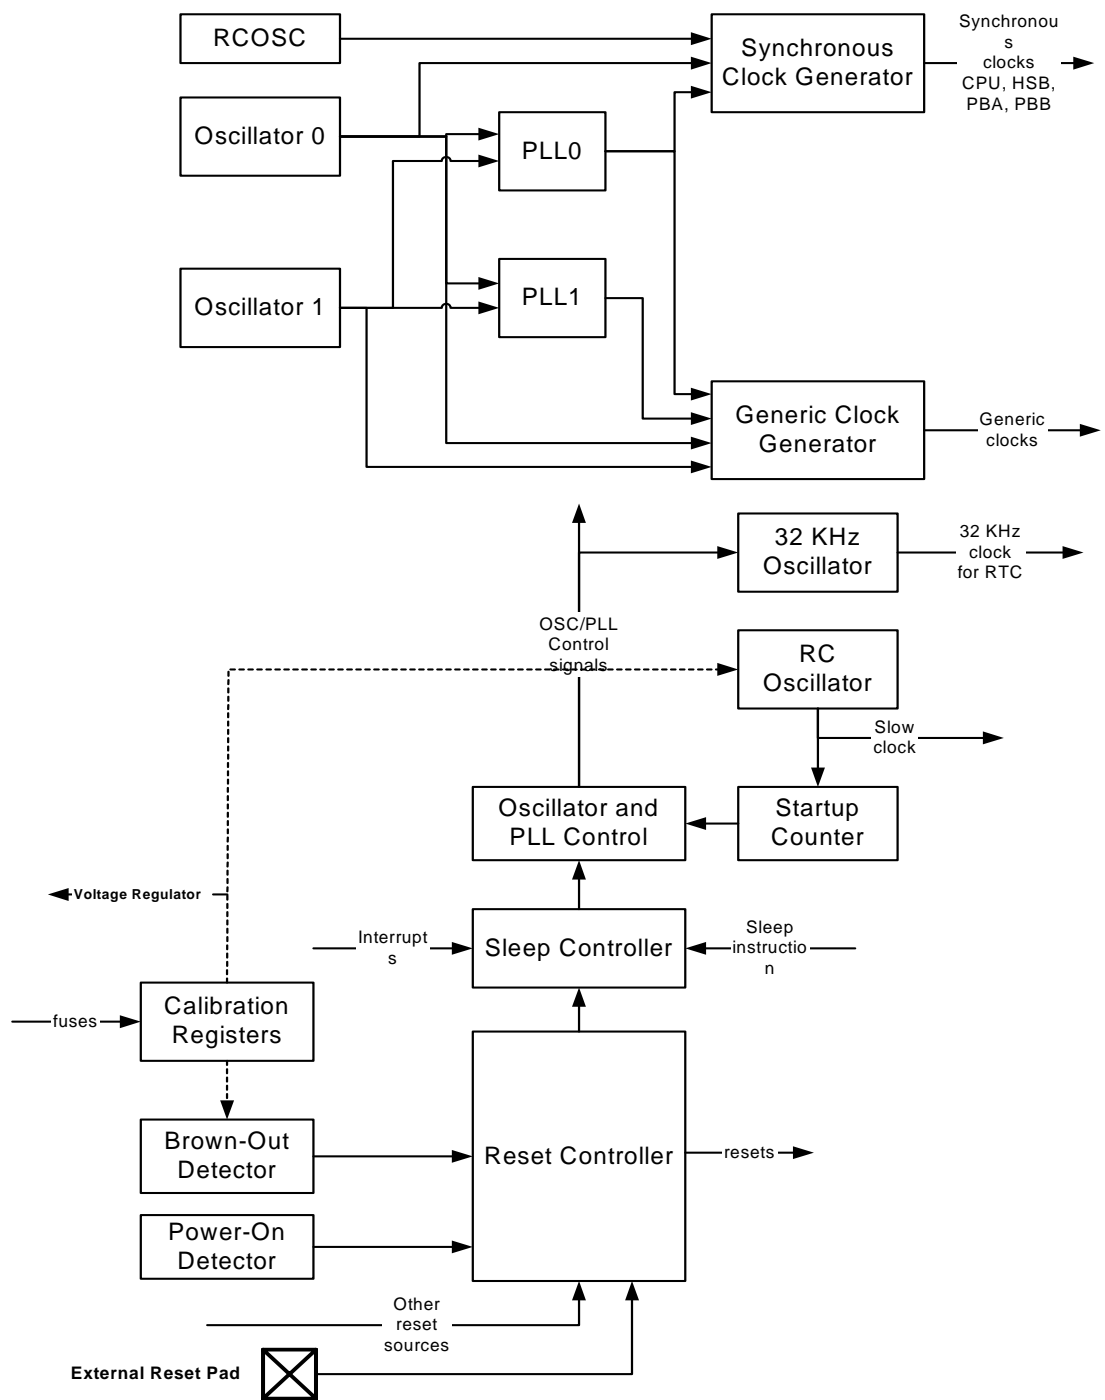 RCOSC
Synchronous
Clock Generator
Synchronou
s
clocks
CPU, HSB,
PBA, PBB
Oscillator 0
PLL0
Oscillator 1
PLL1
Generic Clock
Generator
Generic
clocks
32 KHz
Oscillator
32 KHz
clock
for RTC
OSC/PLL
Control
signals
RC
Oscillator
Slow
clock
Oscillator and
PLL Control
Startup
Counter
Voltage Regulator
Interrupt
s
Sleep Controller
Sleep
instructio
n
fuses
Calibration
Registers
Brown-Out
Detector
Reset Controller
resets
Power-On
Detector
Other
reset
sources
External Reset Pad